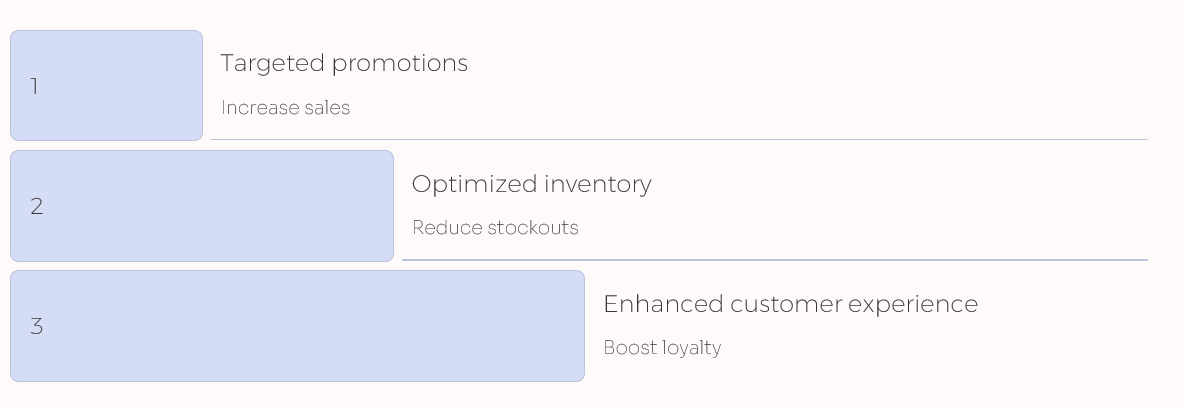 1
Targeted promotions
Increase sales
2
Optimized inventory
Reduce stockouts
3
Enhanced customer experience
Boost loyalty